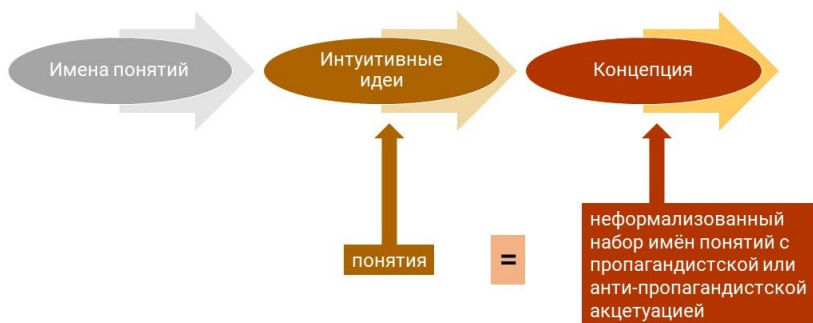 Имена понятий
Интуитивные
идеи
Концепция
понятия
=
неформализованный
набор имён понятий с
пропагандистской или
анти-пропагандистской
акцетуацией